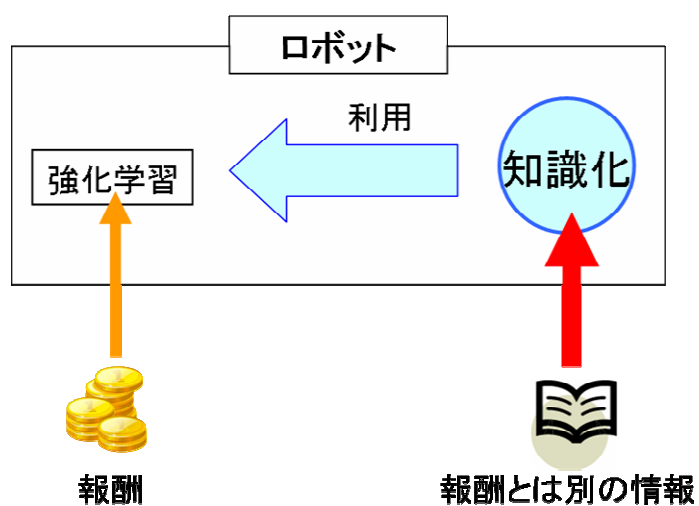 ロボット
利用
強化学習
知識化
報酬
報酬とは別の情報